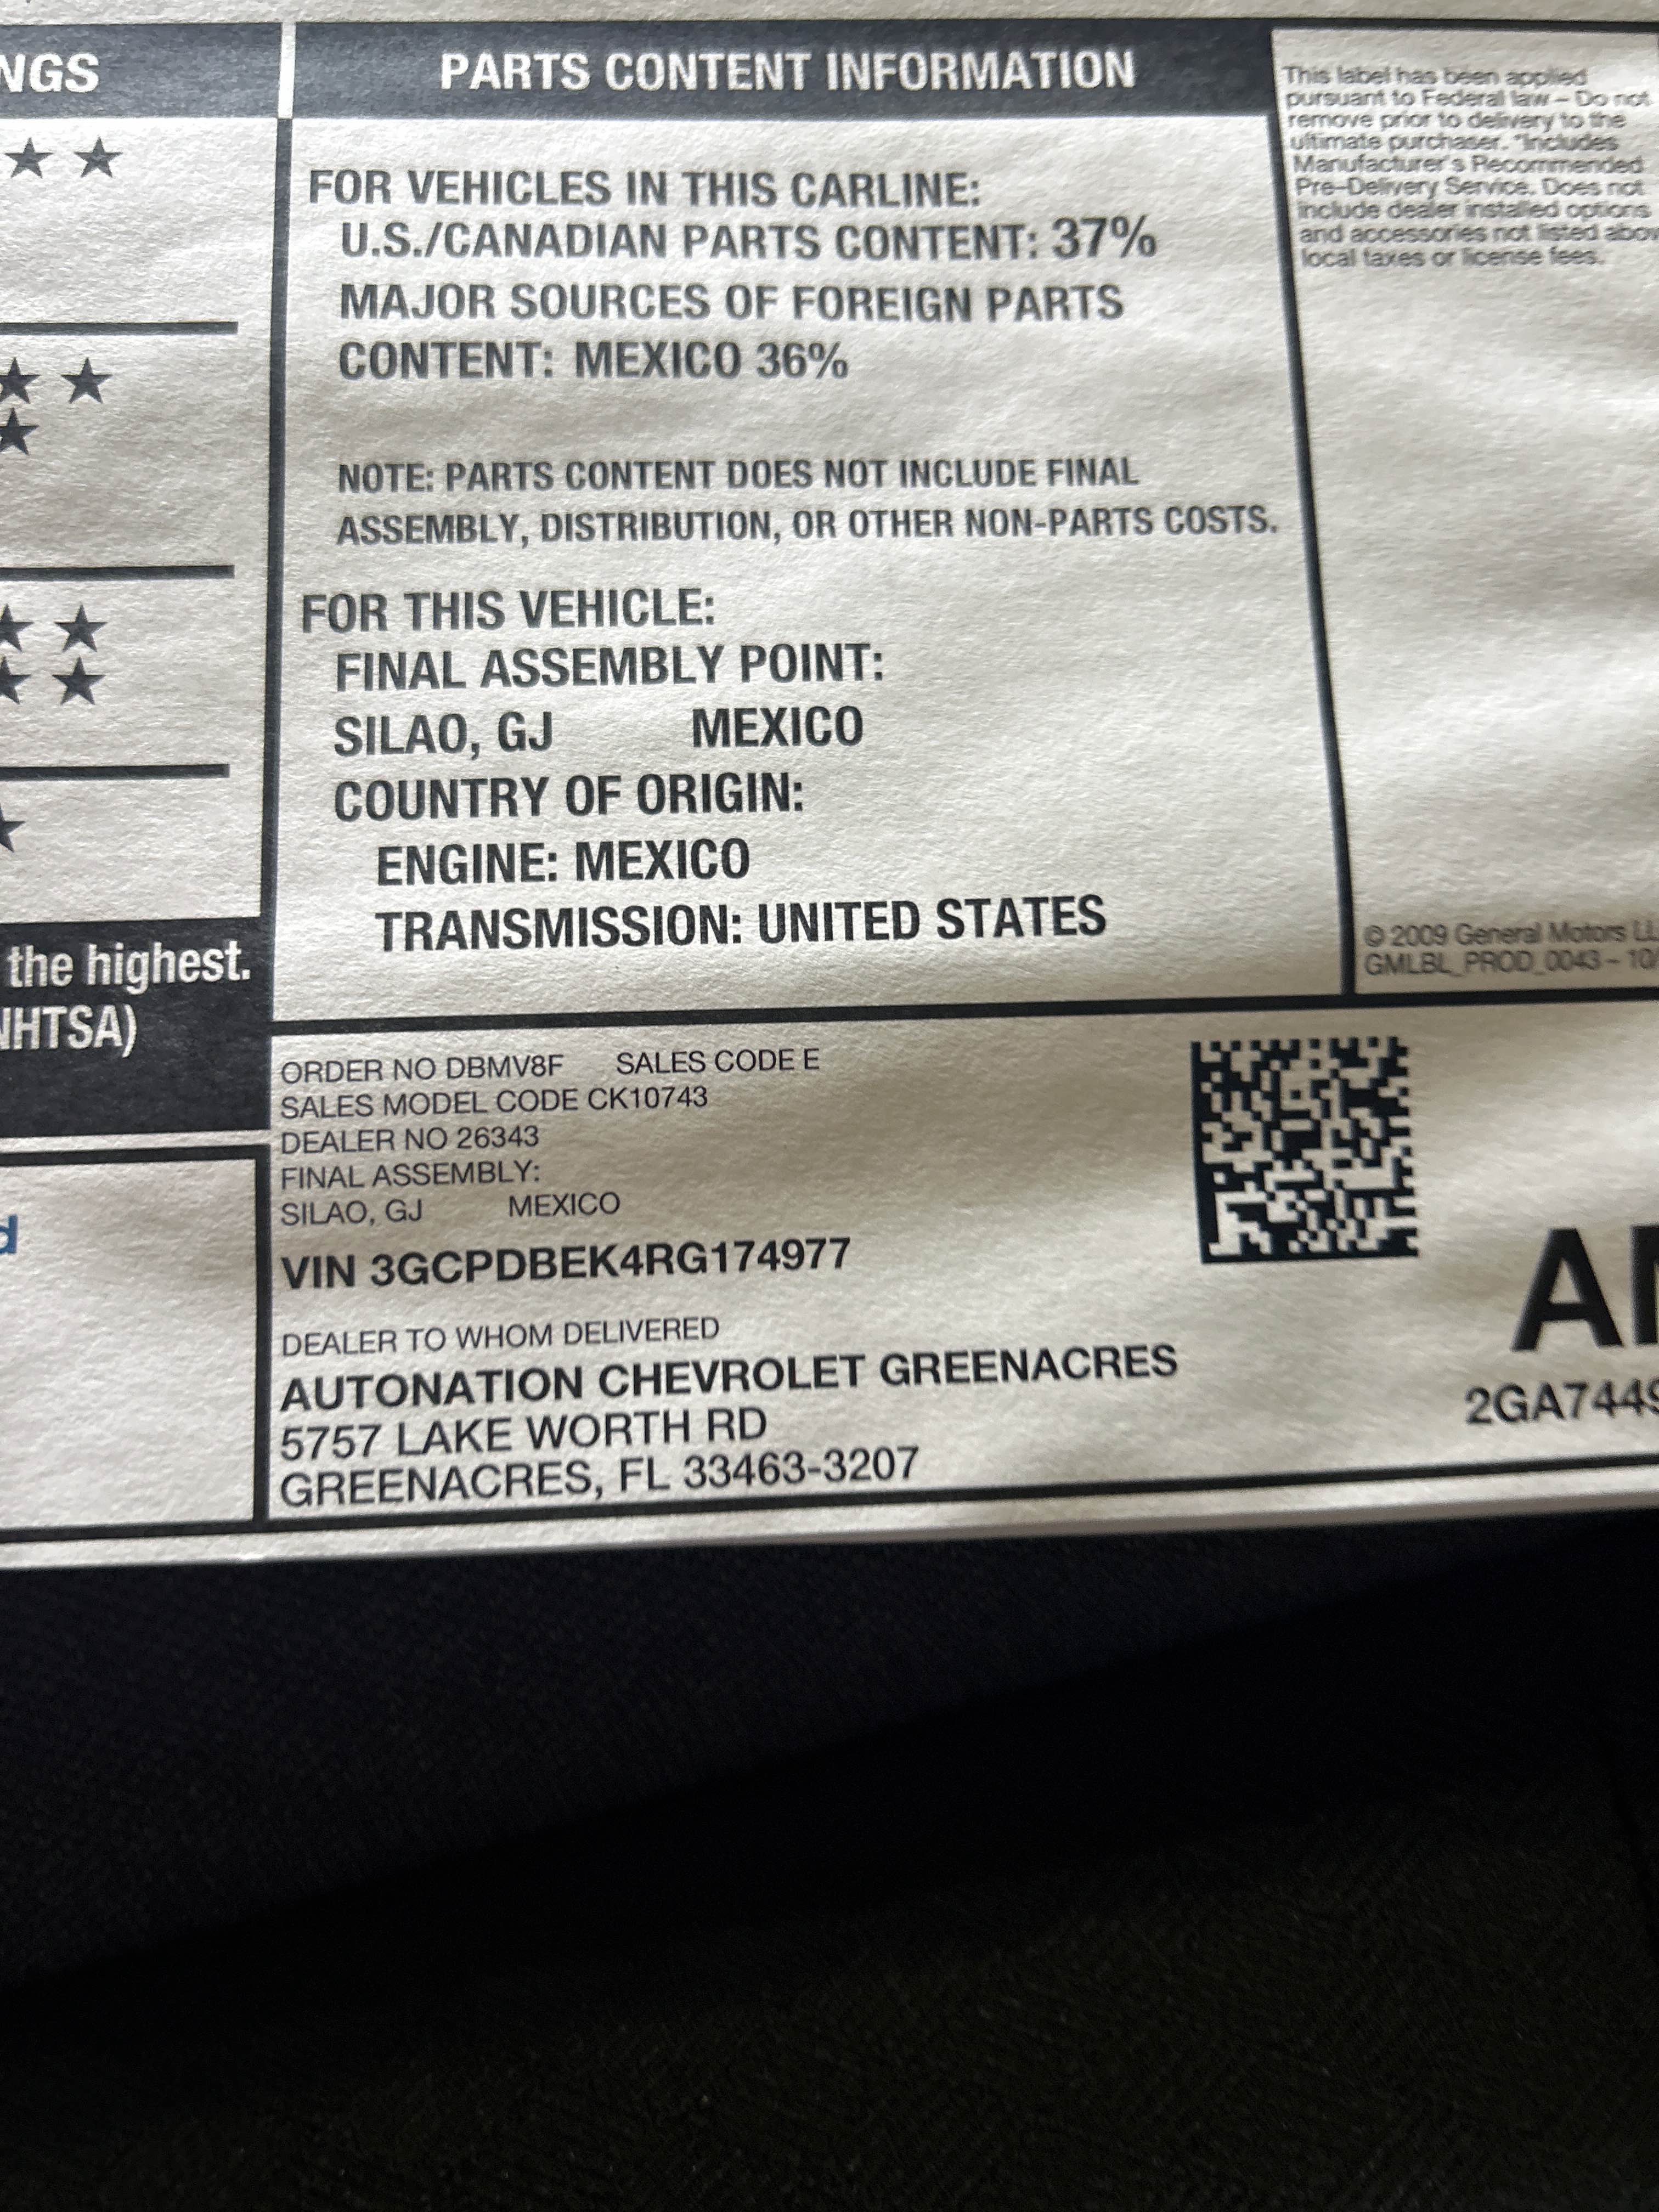 NGS
PARTS CONTENT INFORMATION
This label has been applied
pursuant to Federal law – Do not
remove prior to delivery to the
ultimate purchaser. *Includes
Manufacturer's Recommended
Pre-Delivery Service. Does not
include dealer installed options
and accessories not listed abov
local taxes or license fees.
FOR VEHICLES IN THIS CARLINE:
U.S./CANADIAN PARTS CONTENT: 37%
MAJOR SOURCES OF FOREIGN PARTS
CONTENT: MEXICO 36%
NOTE: PARTS CONTENT DOES NOT INCLUDE FINAL
ASSEMBLY, DISTRIBUTION, OR OTHER NON-PARTS COSTS.
FOR THIS VEHICLE:
FINAL ASSEMBLY POINT:
SILAO, GJ MEXICO
COUNTRY OF ORIGIN:
ENGINE: MEXICO
TRANSMISSION: UNITED STATES
© 2009 General Motors LL
GMLBL_PROD_0043 – 10/
the highest.
NHTSA)
ORDER NO DBMV8F SALES CODE E
SALES MODEL CODE CK10743
DEALER NO 26343
FINAL ASSEMBLY:
SILAO, GJ MEXICO
VIN 3GCPDBEK4RG174977
DEALER TO WHOM DELIVERED
AUTONATION CHEVROLET GREENACRES
5757 LAKE WORTH RD
GREENACRES, FL 33463-3207
d
2GA7449